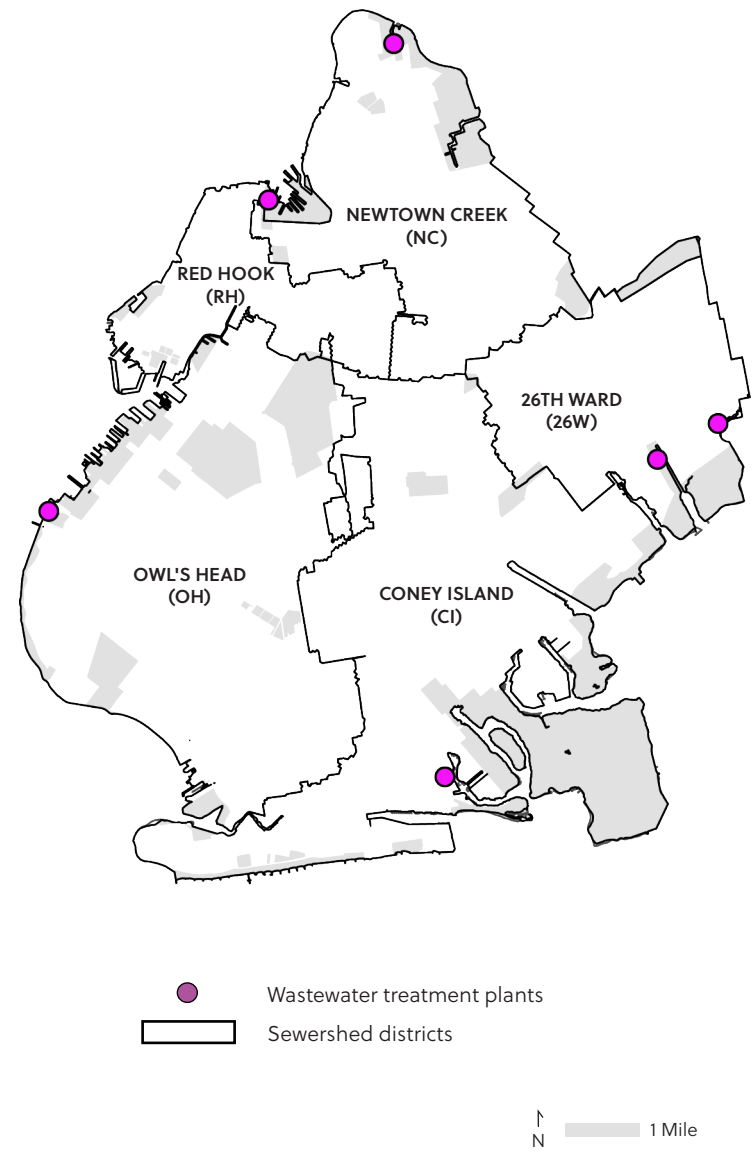 NEWTOWN CREEK
(NC)
RED HOOK
(RH)
26TH WARD
(26W)
OWL'S HEAD
(OH)
CONEY ISLAND
(CI)
Wastewater treatment plants
Sewershed districts
N
1 Mile